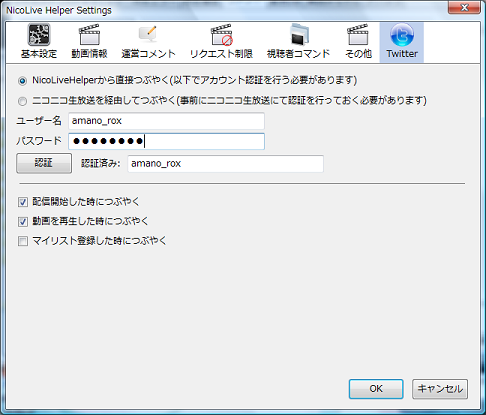 NicoLive Helper Settings
基本設定 動画情報 運営コメント リクエスト制限 視聴者コマンド その他 Twitter
NicoLiveHelperから直接つぶやく(以下でアカウント認証を行う必要があります)
ニコニコ生放送を経由してつぶやく(事前にニコニコ生放送にて認証を行っておく必要があります)
ユーザー名 amano_rox
パスワード ●●●●●●●●
認証 認証済み: amano_rox
配信開始した時につぶやく
動画を再生した時につぶやく
マイリスト登録した時につぶやく
OK キャンセル